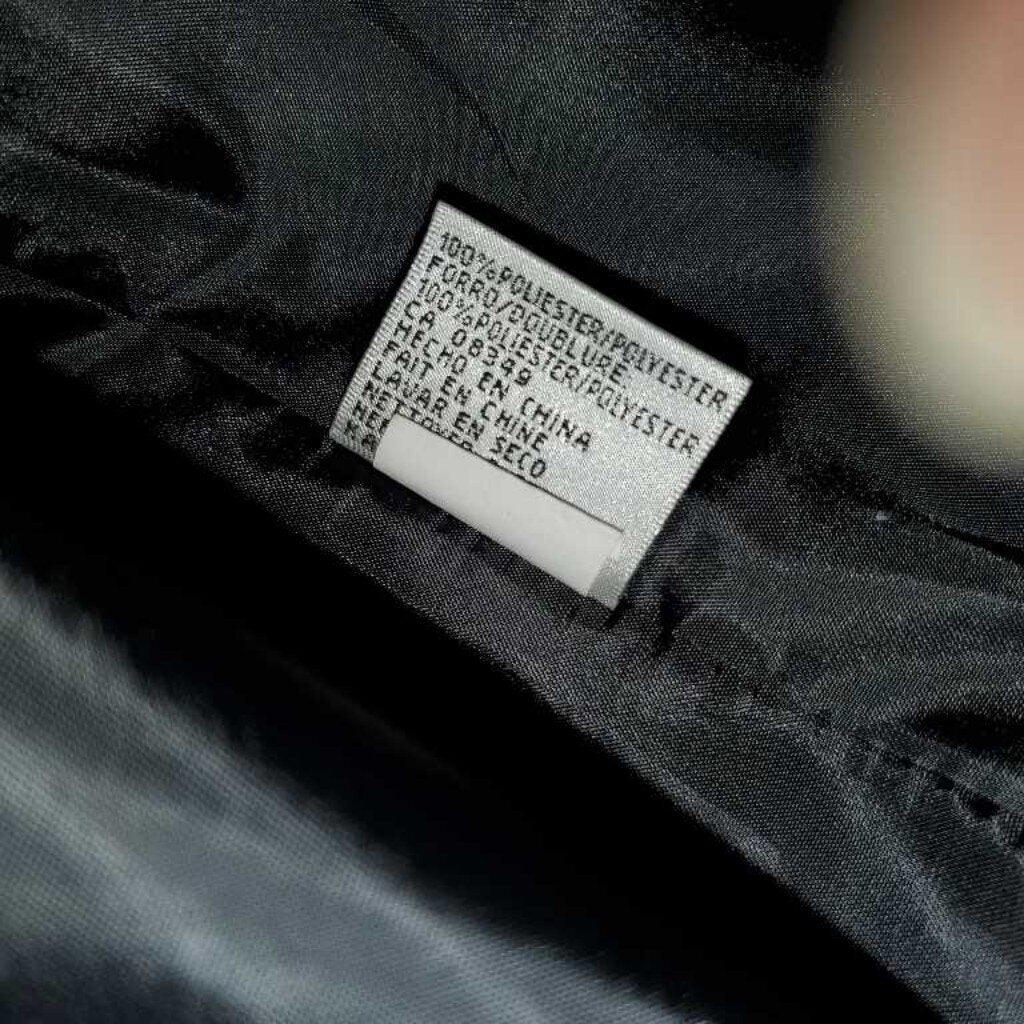 100%POLIESTER/POLYESTER
FORRO/DOUBLURE
100%POLIESTER/POLYESTER
CA 08399
HECHO EN CHINA
FAIT EN CHINE
LAVAR EN SECO